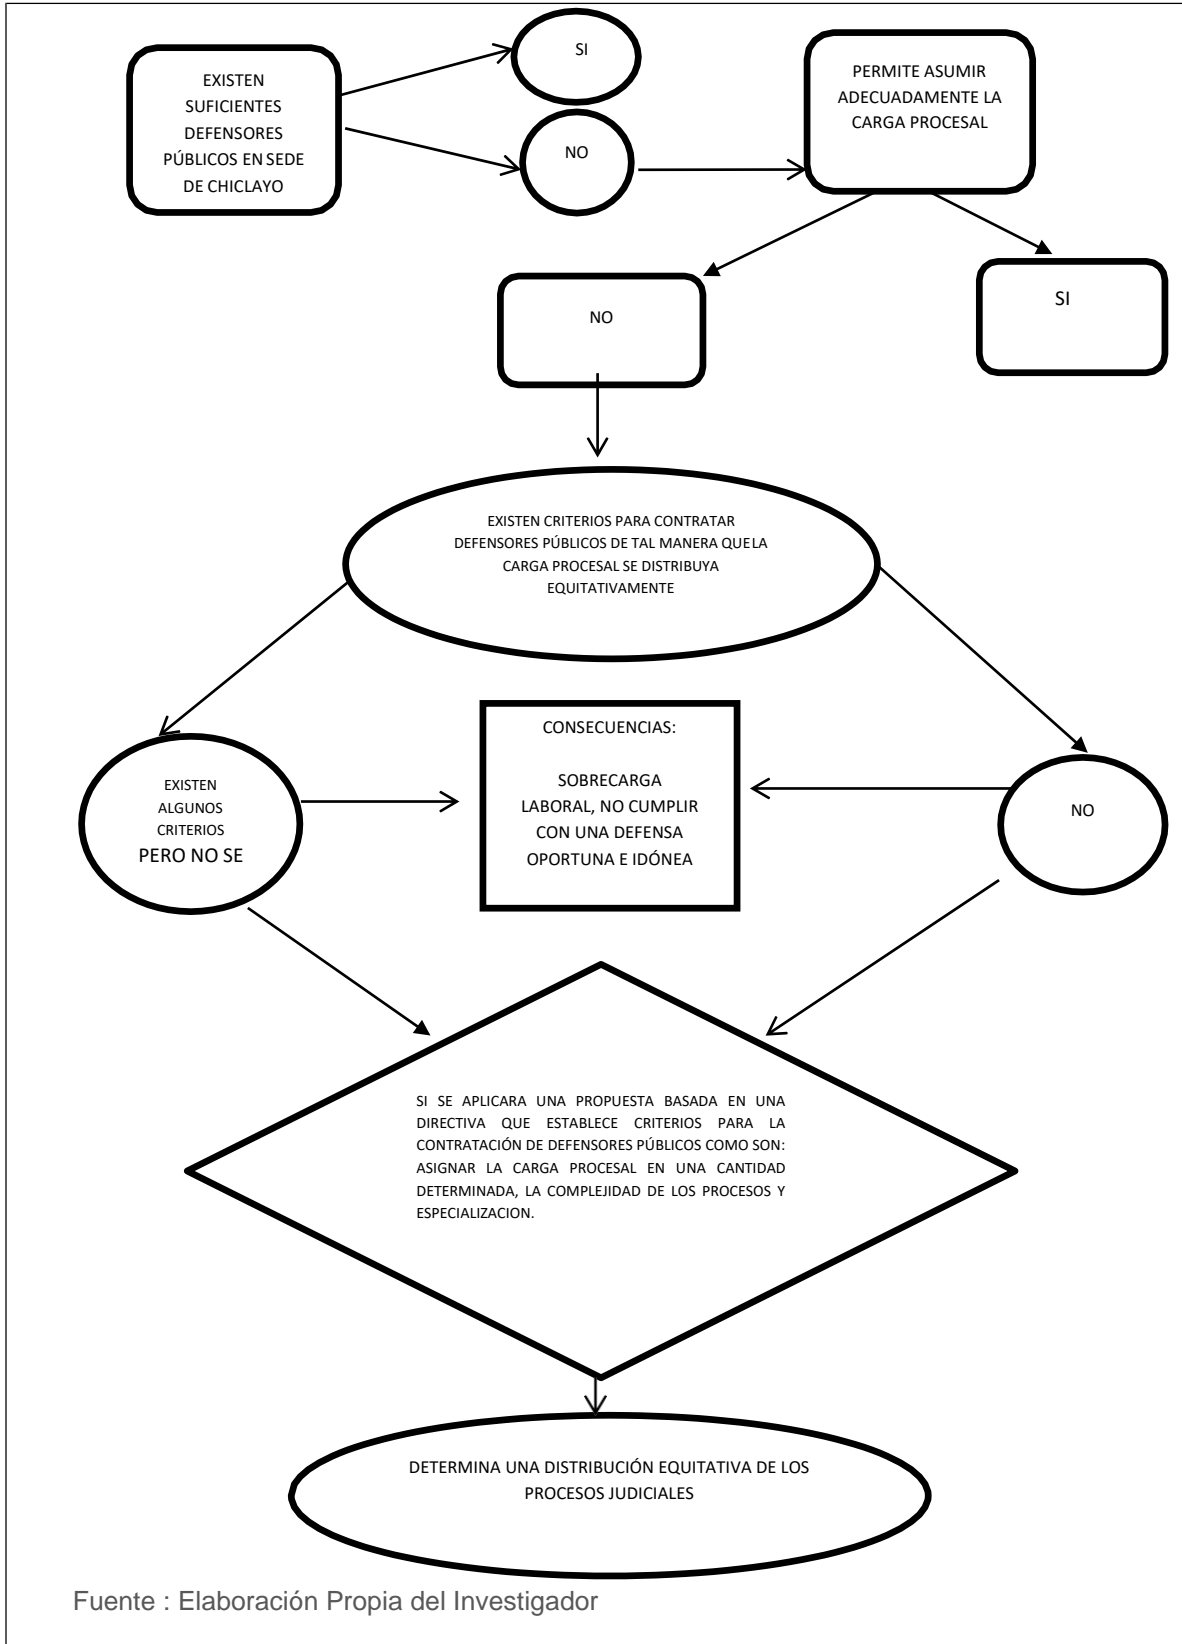 EXISTEN
SUFICIENTES
DEFENSORES
PÚBLICOS EN SEDE
DE CHICLAYO
SI
NO
PERMITE ASUMIR
ADECUADAMENTE LA
CARGA PROCESAL
NO
SI
EXISTEN CRITERIOS PARA CONTRATAR
DEFENSORES PÚBLICOS DE TAL MANERA QUE LA
CARGA PROCESAL SE DISTRIBUYA
EQUITATIVAMENTE
EXISTEN
ALGUNOS
CRITERIOS
PERO NO SE
CONSECUENCIAS:
SOBRECARGA
LABORAL, NO CUMPLIR
CON UNA DEFENSA
OPORTUNA E IDÓNEA
NO
SI SE APLICARA UNA PROPUESTA BASADA EN UNA
DIRECTIVA QUE ESTABLECE CRITERIOS PARA LA
CONTRATACIÓN DE DEFENSORES PÚBLICOS COMO SON:
ASIGNAR LA CARGA PROCESAL EN UNA CANTIDAD
DETERMINADA, LA COMPLEJIDAD DE LOS PROCESOS Y
ESPECIALIZACION.
DETERMINA UNA DISTRIBUCIÓN EQUITATIVA DE LOS
PROCESOS JUDICIALES
Fuente : Elaboración Propia del Investigador